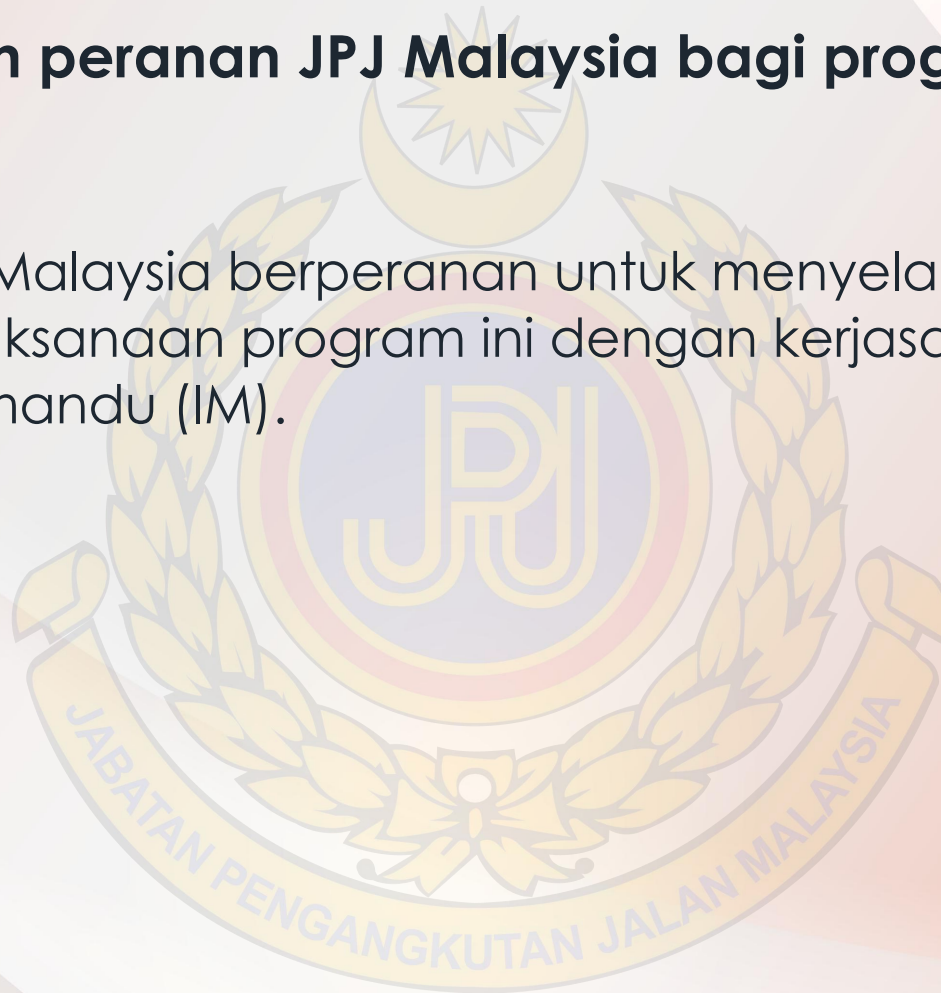 n peranan JPJ Malaysia bagi prog
Malaysia berperanan untuk menyela
ksanaan program ini dengan kerjasa
nandu (IM).
JPJ
JABATAN PENGANGKUTAN JALAN MALAYSIA